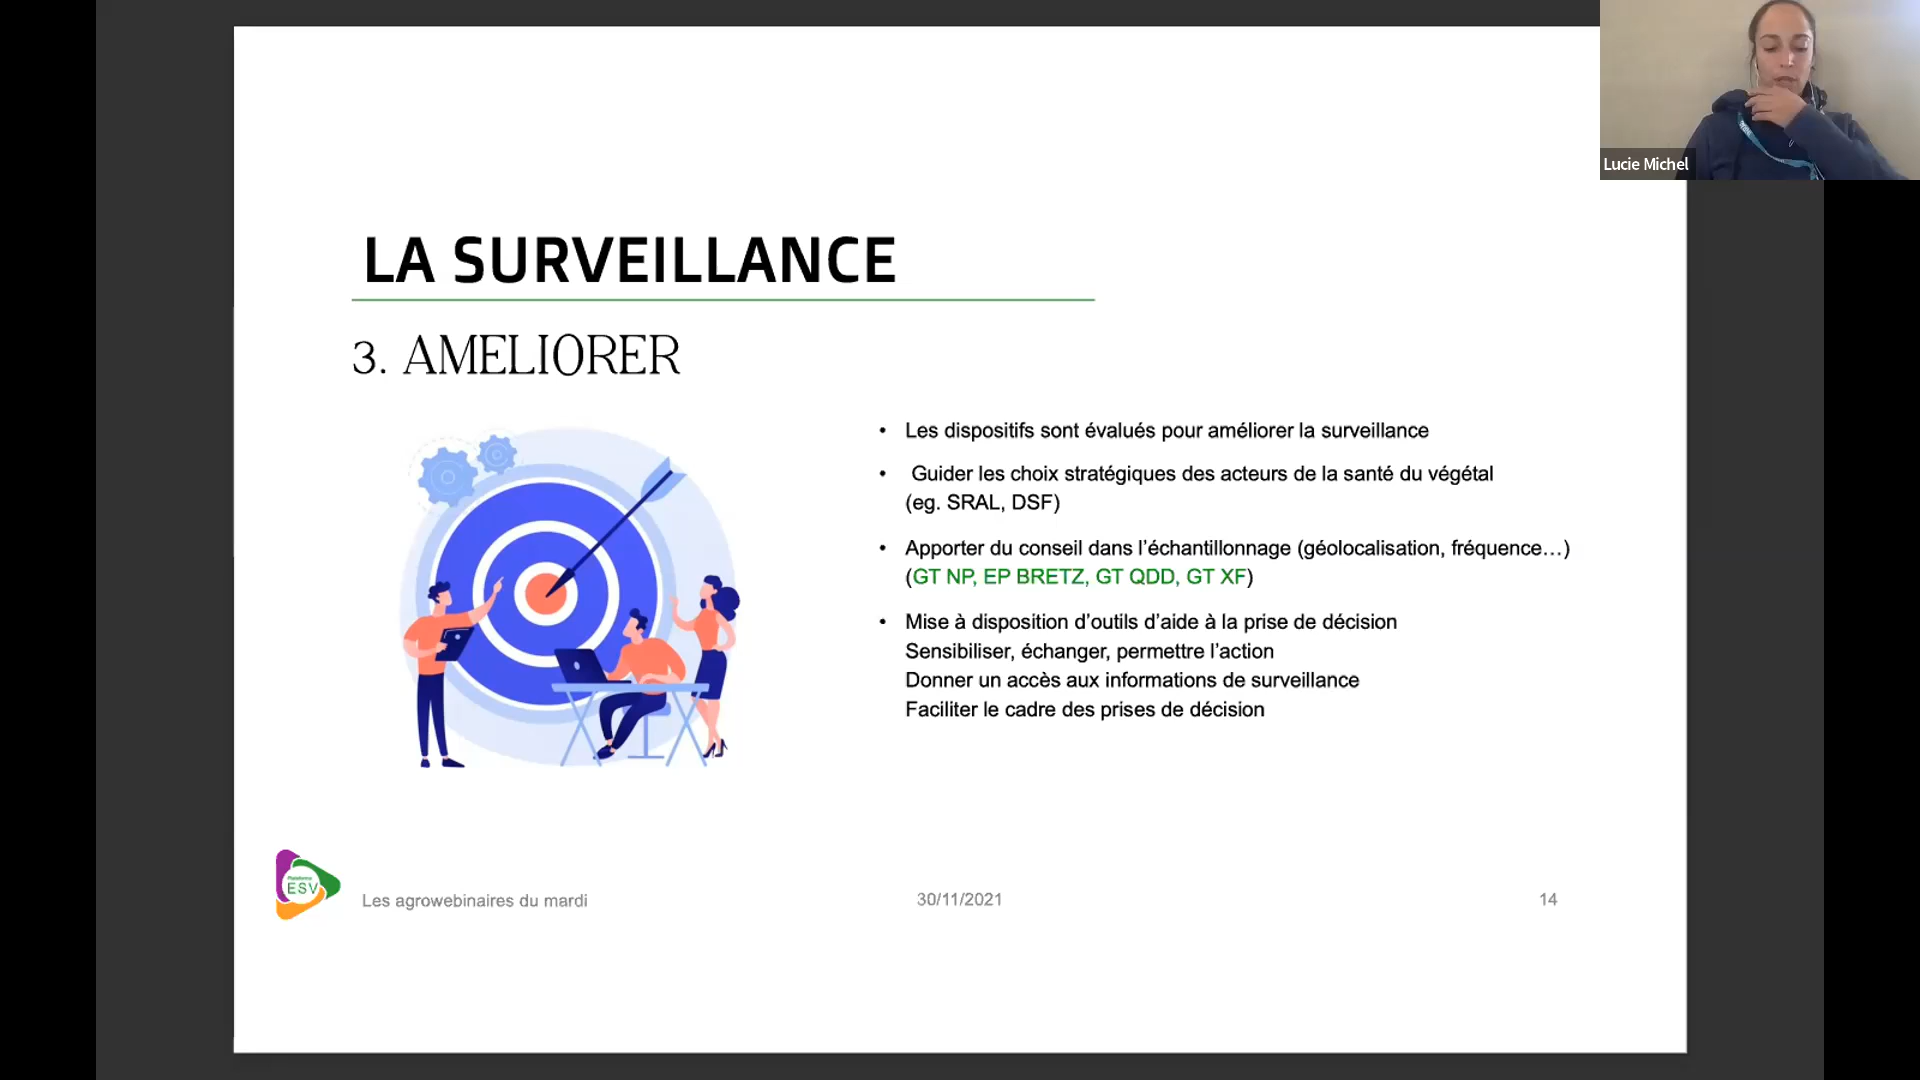 Lucie Michel
LA SURVEILLANCE
3. AMELIORER
• Les dispositifs sont évalués pour améliorer la surveillance
• Guider les choix stratégiques des acteurs de la santé du végétal
(eg. SRAL, DSF)
• Apporter du conseil dans l’échantillonnage (géolocalisation, fréquence…)
(GT NP, EP BRETZ, GT QDD, GT XF)
• Mise à disposition d’outils d’aide à la prise de décision
Sensibiliser, échanger, permettre l’action
Donner un accès aux informations de surveillance
Faciliter le cadre des prises de décision
Plateforme
ESV
Les agrowebinaires du mardi
30/11/2021
14